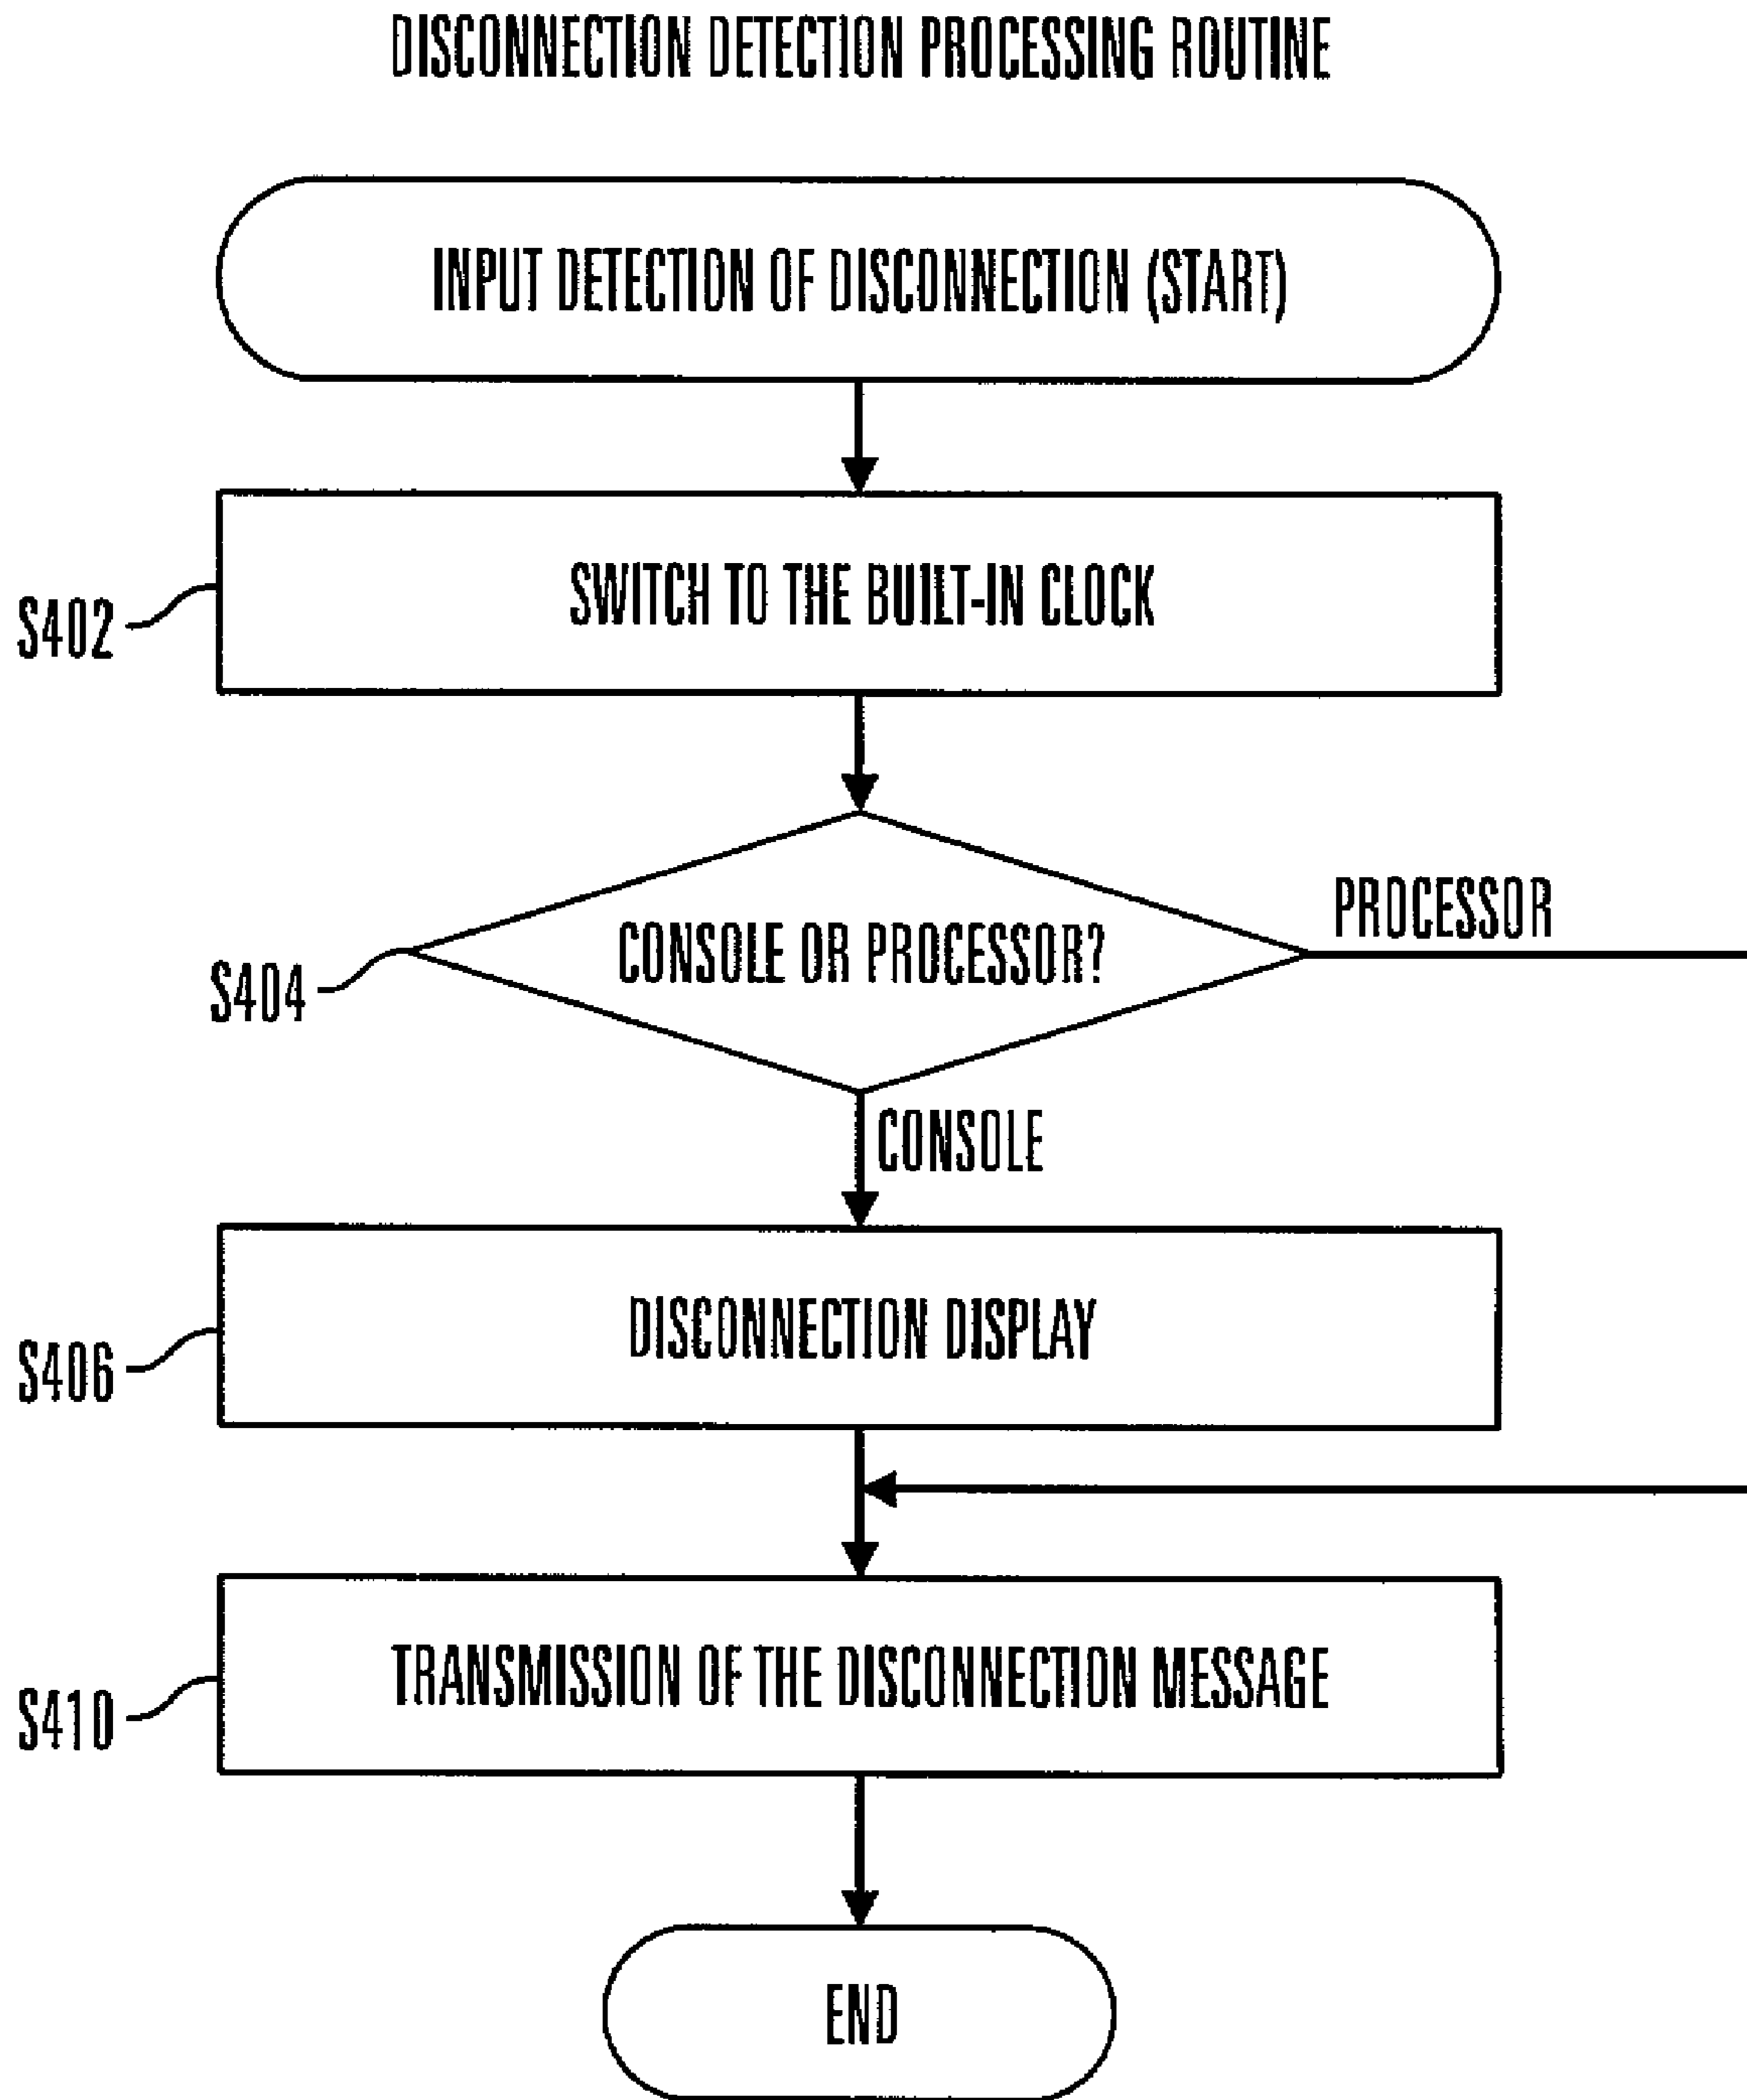 DISCONNECTION DETECTION PROCESSING ROUTINE
INPUT DETECTION OF DISCONNECTION (START)
SWITCH TO THE BUILT-IN CLOCK
S402
CONSOLE OR PROCESSOR?
PROCESSOR
S404
CONSOLE
DISCONNECTION DISPLAY
S406
TRANSMISSION OF THE DISCONNECTION MESSAGE
S410
END